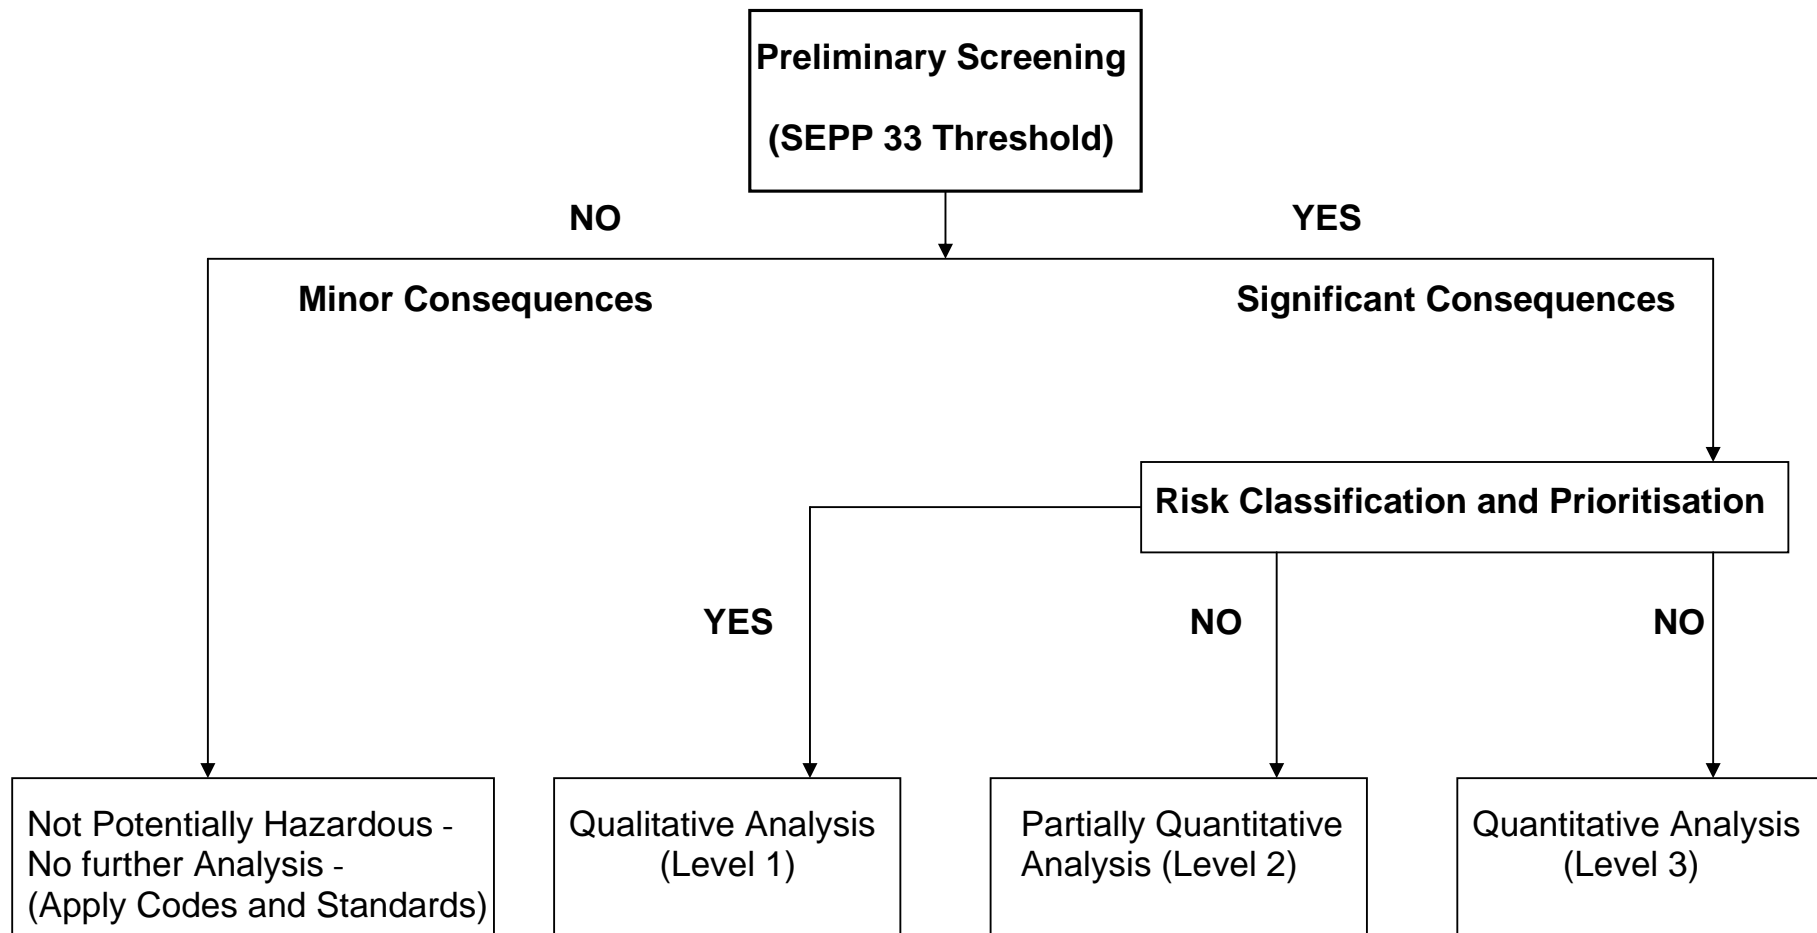 Preliminary Screening
(SEPP 33 Threshold)
NO
YES
Minor Consequences
Significant Consequences
Risk Classification and Prioritisation
YES
NO
NO
Not Potentially Hazardous -
No further Analysis -
(Apply Codes and Standards)
Qualitative Analysis
(Level 1)
Partially Quantitative
Analysis (Level 2)
Quantitative Analysis
(Level 3)